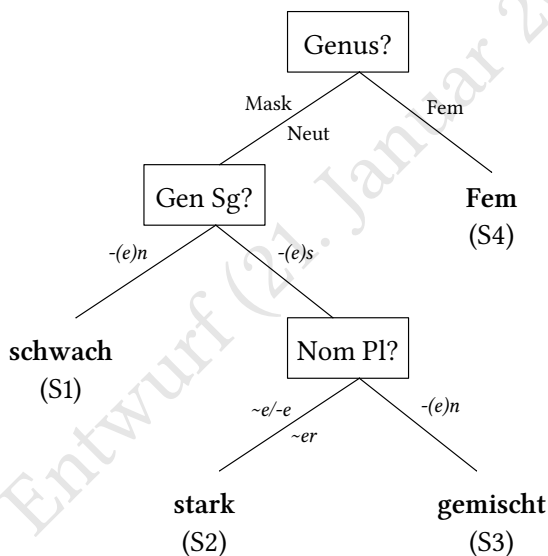 Genus?
Mask
Neut
Fem
Gen Sg?
Fem
(S4)
-(e)n
-(e)s
schwach
(S1)
Nom Pl?
~e/-e
~er
-(e)n
stark
(S2)
gemischt
(S3)
Entwurf (21. Januar 2